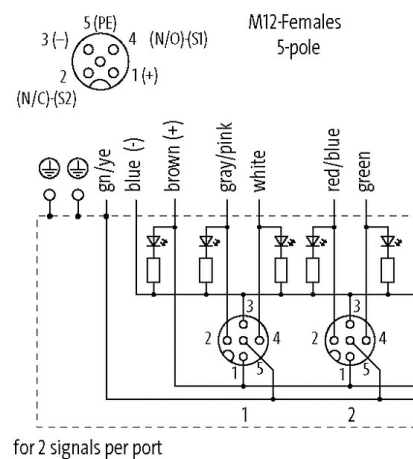 5 (PE)
M12-Females
3 (–)
4
(N/O)-(S1)
5-pole
2
1 (+)
(N/C)-(S2)
gn/ye
blue (-)
brown (+)
gray/pink
white
red/blue
green
3
3
2
4
2
4
1
5
1
5
1
2
for 2 signals per port